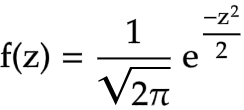 f(z) = 1/√2π e^(−z²/2)